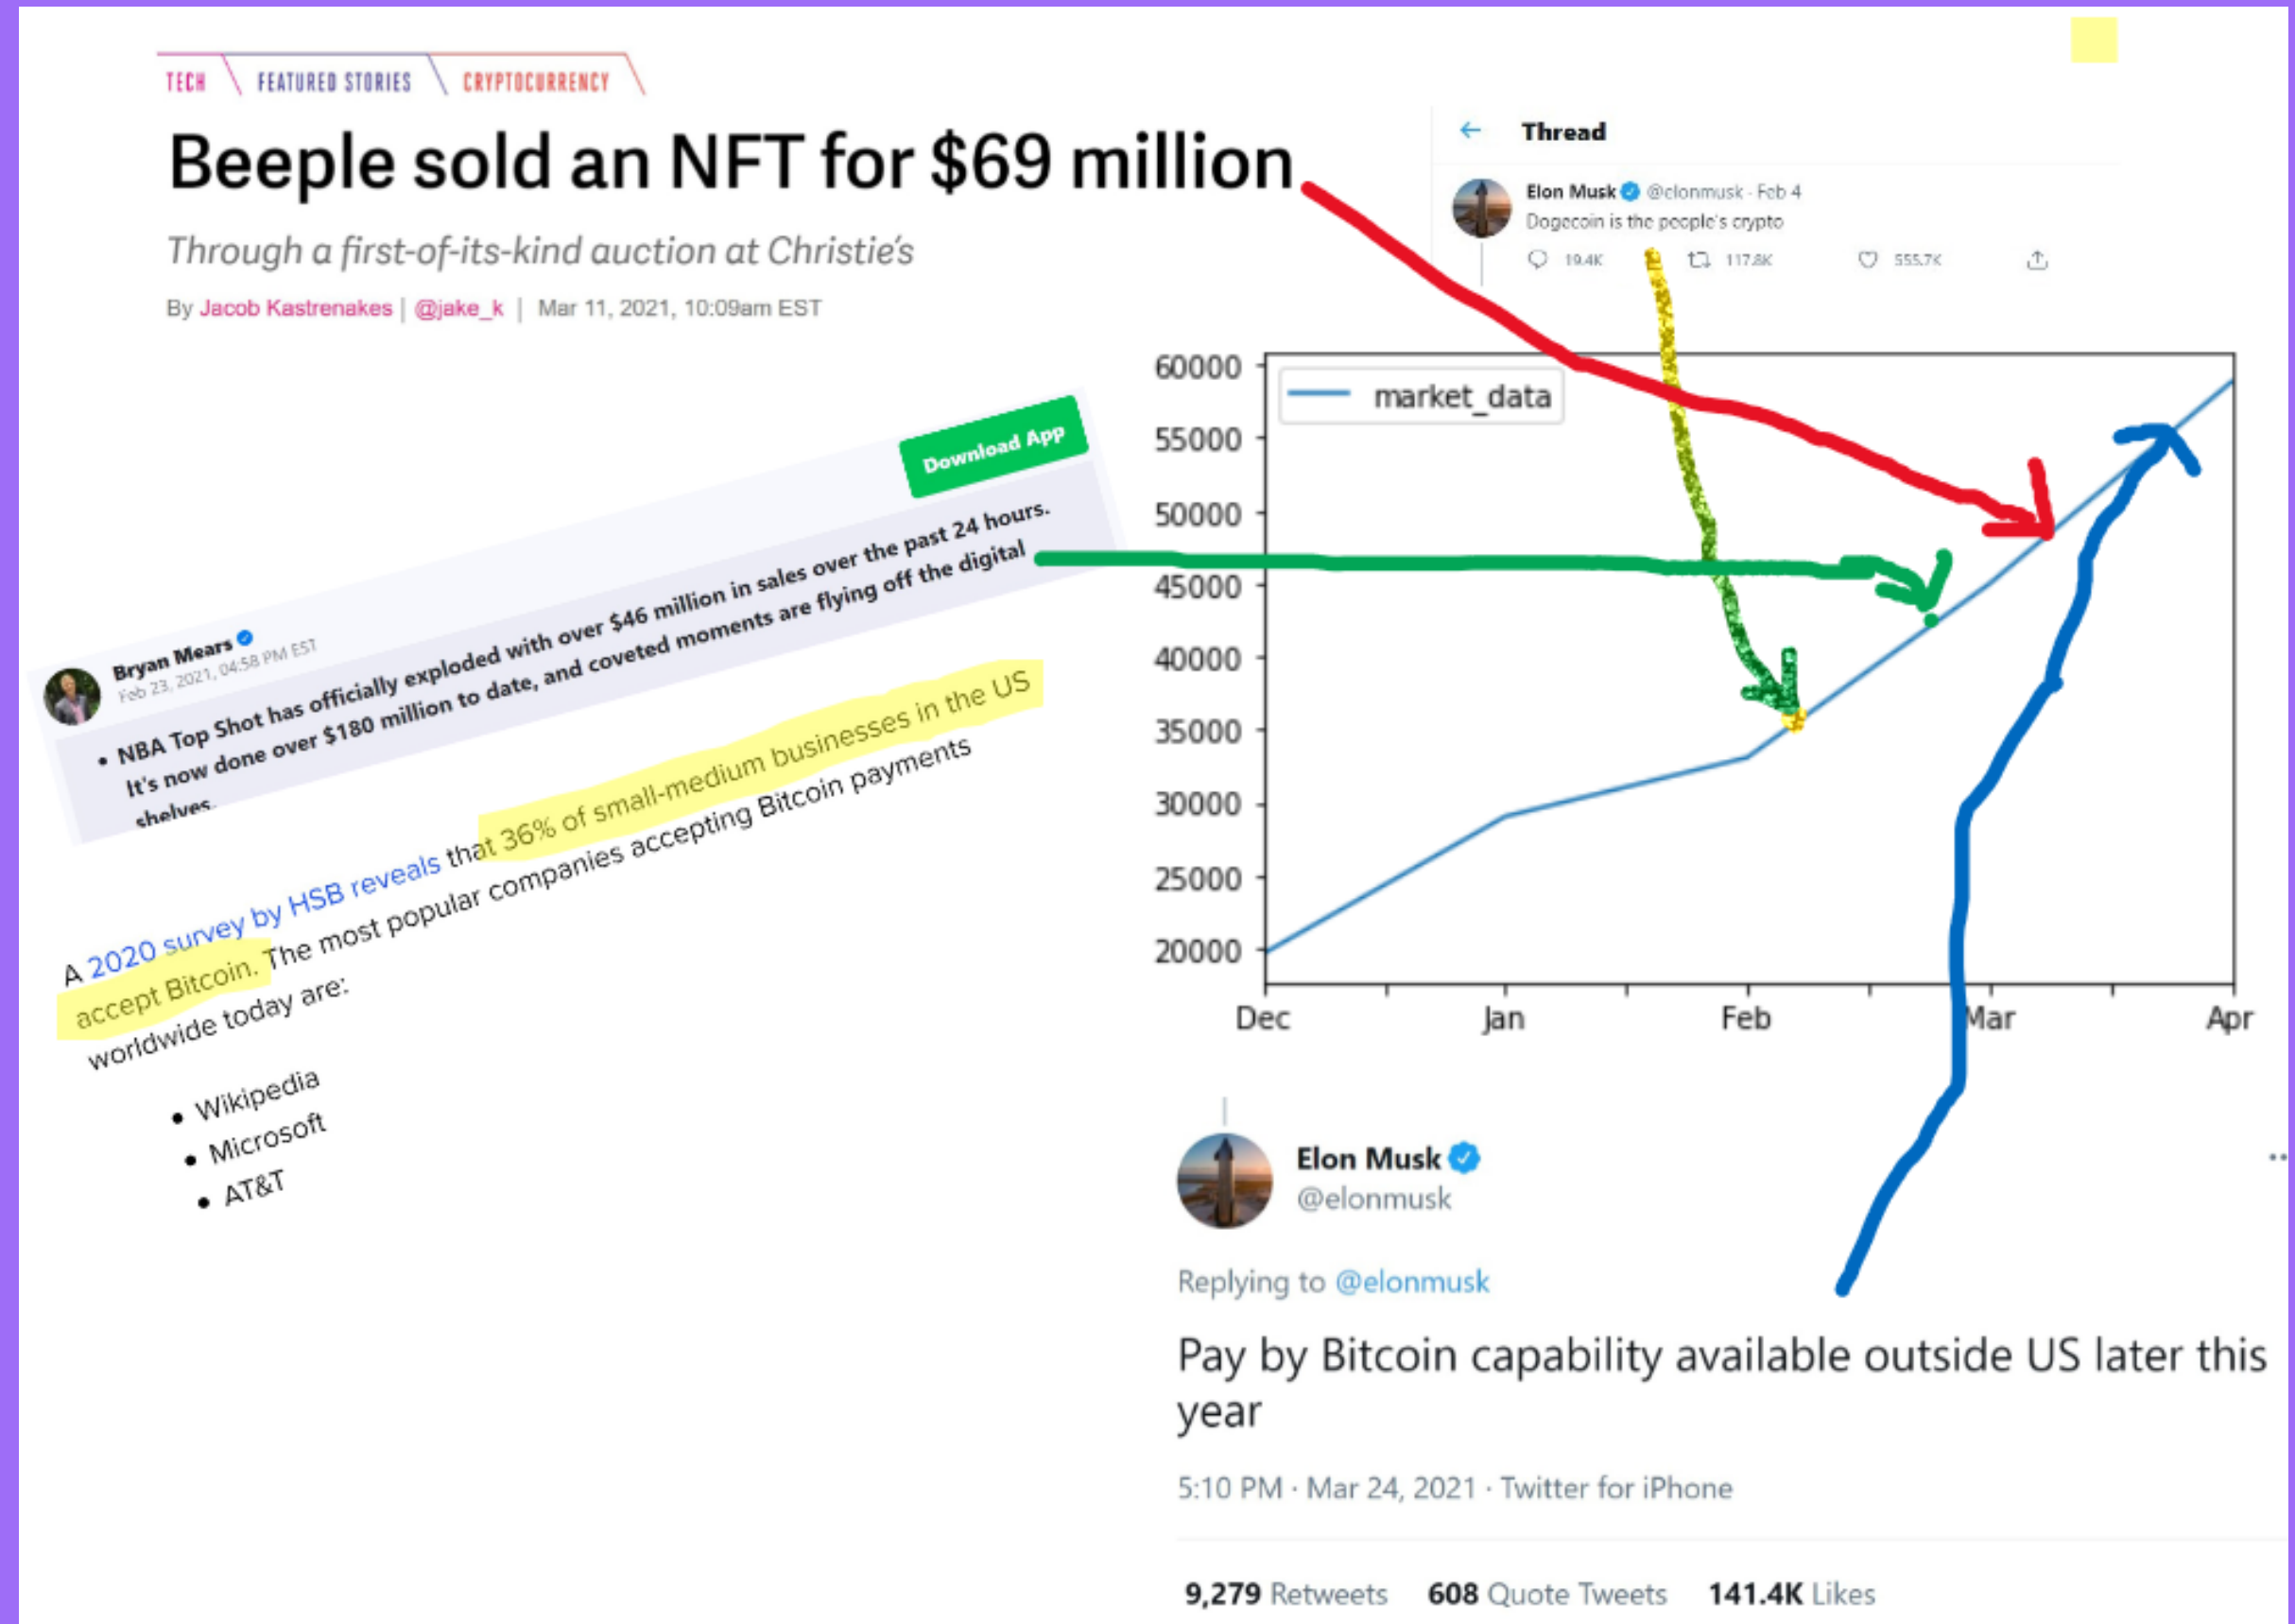 TECH FEATURED STORIES CRYPTOCURRENCY
Beeple sold an NFT for $69 million
Through a first-of-its-kind auction at Christie's
By Jacob Kastrenakes | @jake_k | Mar 11, 2021, 10:09am EST
Thread
Elon Musk @elonmusk · Feb 4
Dogecoin is the people's crypto
19.4K 117.8K 555.7K
Download App
Bryan Mears
Feb 23, 2021, 04:58 PM EST
• NBA Top Shot has officially exploded with over $46 million in sales over the past 24 hours.
It's now done over $180 million to date, and coveted moments are flying off the digital
shelves.
A 2020 survey by HSB reveals that 36% of small-medium businesses in the US
accept Bitcoin. The most popular companies accepting Bitcoin payments
worldwide today are:
• Wikipedia
• Microsoft
• AT&T
market_data
60000
55000
50000
45000
40000
35000
30000
25000
20000
Dec Jan Feb Mar Apr
Elon Musk
@elonmusk
Replying to @elonmusk
Pay by Bitcoin capability available outside US later this
year
5:10 PM · Mar 24, 2021 · Twitter for iPhone
9,279 Retweets 608 Quote Tweets 141.4K Likes